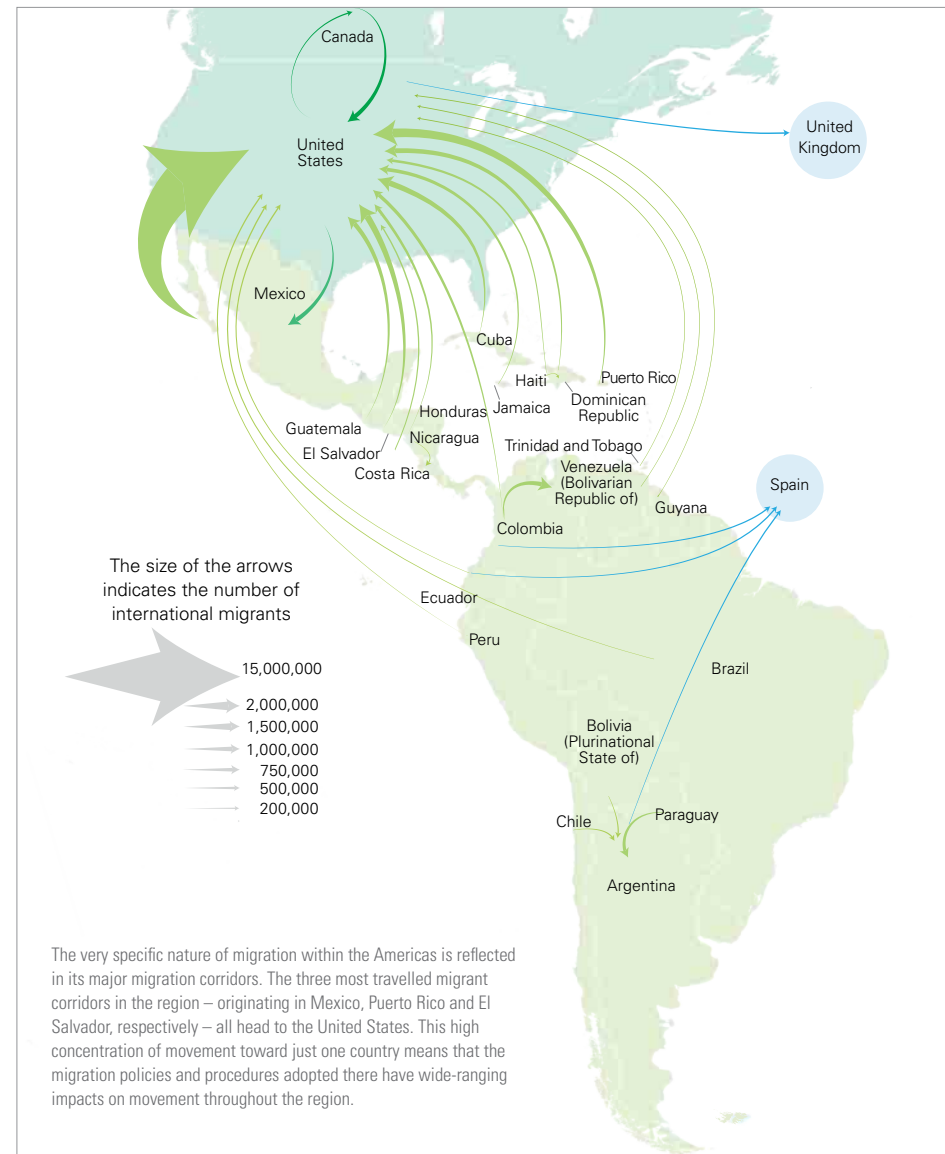 Canada
United
States
United
Kingdom
Mexico
Cuba
Haiti
Puerto Rico
Jamaica
Dominican
Republic
Honduras
Guatemala
Nicaragua
El Salvador
Trinidad and Tobago
Costa Rica
Venezuela
(Bolivarian
Republic of)
Spain
Guyana
Colombia
The size of the arrows
indicates the number of
international migrants
Ecuador
Peru
Brazil
15,000,000
2,000,000
1,500,000
1,000,000
750,000
500,000
200,000
Bolivia
(Plurinational
State of)
Chile
Paraguay
Argentina
The very specific nature of migration within the Americas is reflected
in its major migration corridors. The three most travelled migrant
corridors in the region – originating in Mexico, Puerto Rico and El
Salvador, respectively – all head to the United States. This high
concentration of movement toward just one country means that the
migration policies and procedures adopted there have wide-ranging
impacts on movement throughout the region.